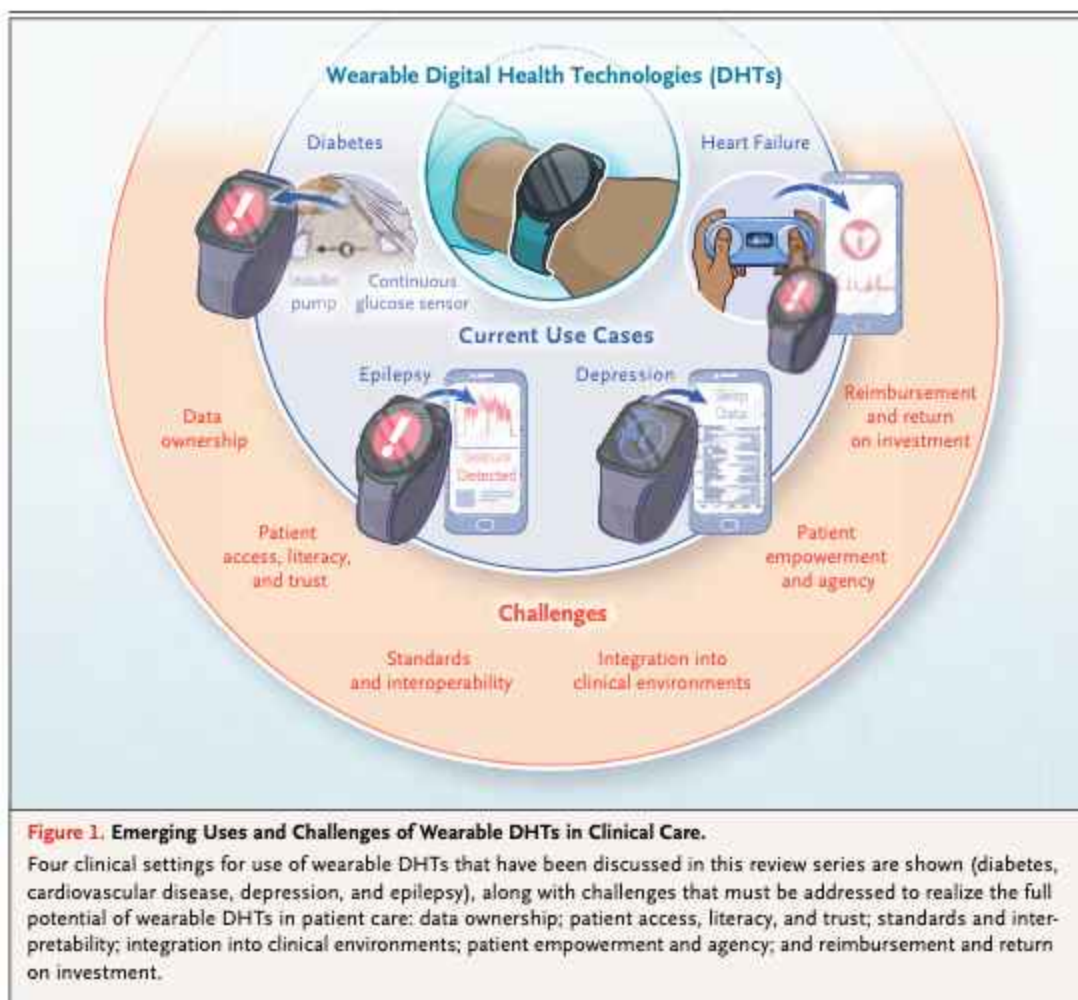 Wearable Digital Health Technologies (DHTs)
Diabetes
Heart Failure
pump
Continuous
glucose sensor
Current Use Cases
Epilepsy
Depression
Detected
Sleep
Data
Data
ownership
Reimbursement
and return
on investment
Patient
access, literacy,
and trust
Patient
empowerment
and agency
Challenges
Standards
and interoperability
Integration into
clinical environments
Figure 1. Emerging Uses and Challenges of Wearable DHTs in Clinical Care.
Four clinical settings for use of wearable DHTs that have been discussed in this review series are shown (diabetes,
cardiovascular disease, depression, and epilepsy), along with challenges that must be addressed to realize the full
potential of wearable DHTs in patient care: data ownership; patient access, literacy, and trust; standards and inter-
pretability; integration into clinical environments; patient empowerment and agency; and reimbursement and return
on investment.